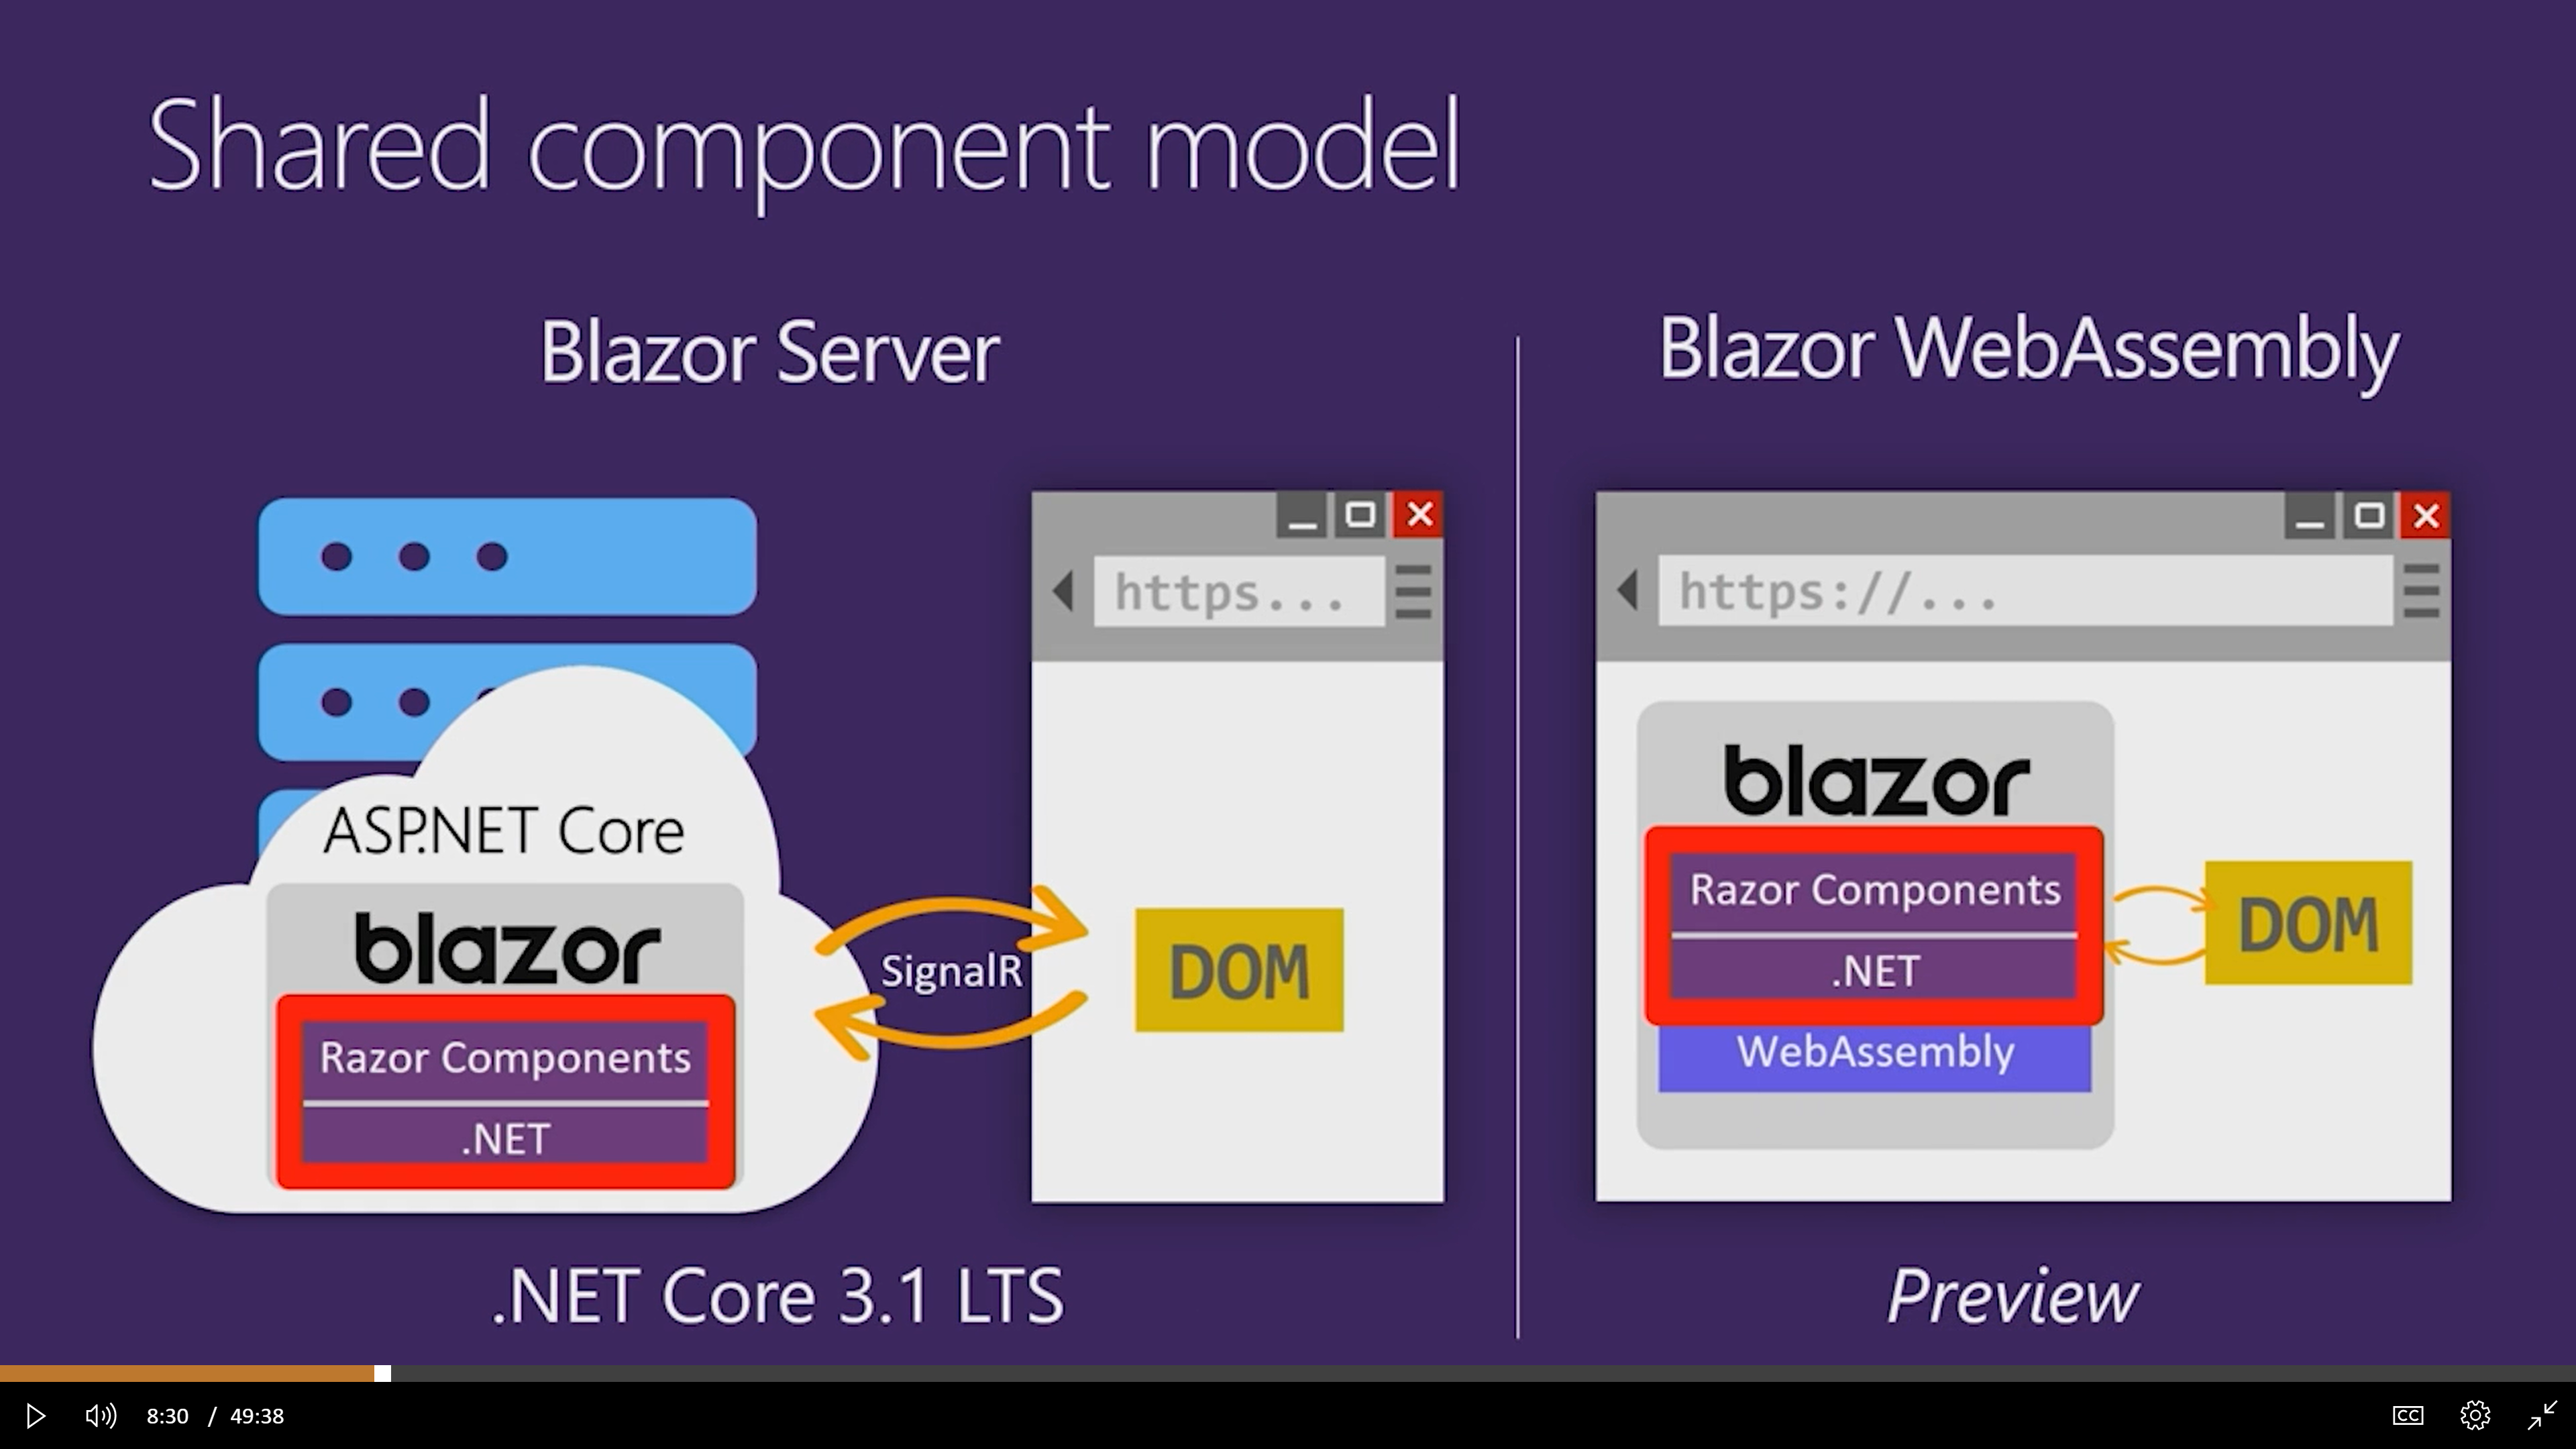 Shared component model
Blazor Server
https...
ASP.NET Core
blazor
Razor Components
.NET
SignalR
DOM
.NET Core 3.1 LTS
Blazor WebAssembly
https://...
blazor
Razor Components
.NET
WebAssembly
DOM
Preview
8:30 / 49:38
CC